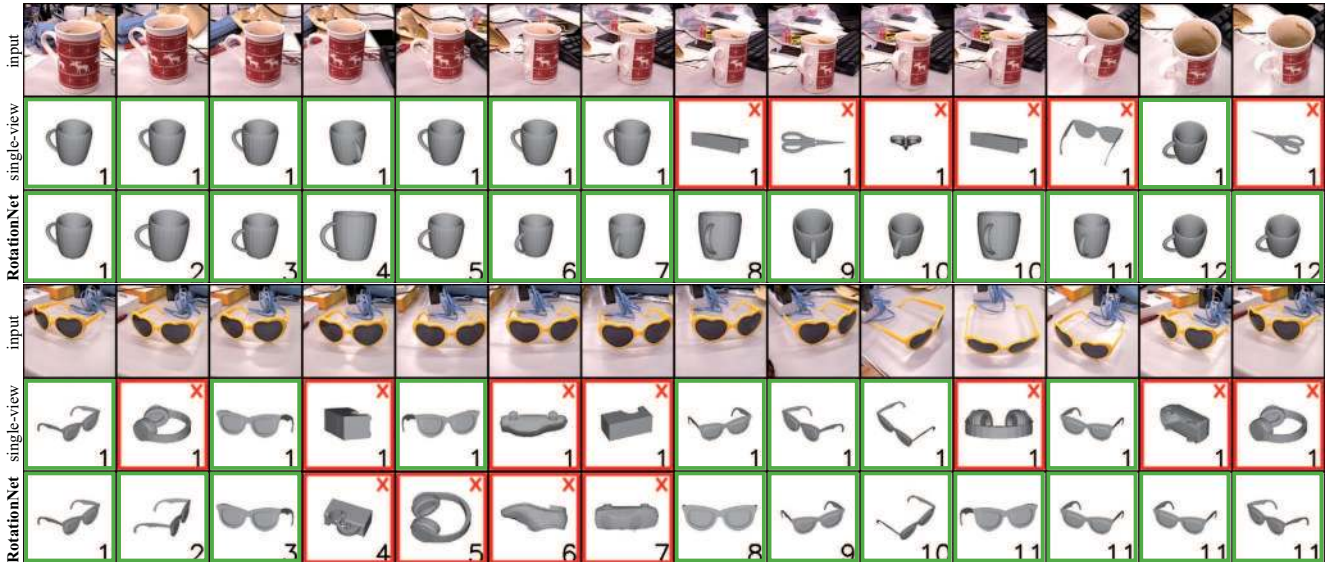 input
single-view
X X X X X X
1 1 1 1 1 1 1 1 1 1 1 1 1 1
RotationNet
1 2 3 4 5 6 7 8 9 10 10 11 12 12
input
single-view
X X X X X X X
1 1 1 1 1 1 1 1 1 1 1 1 1 1
RotationNet
X X X X
1 2 3 4 5 6 7 8 9 10 11 11 11 11